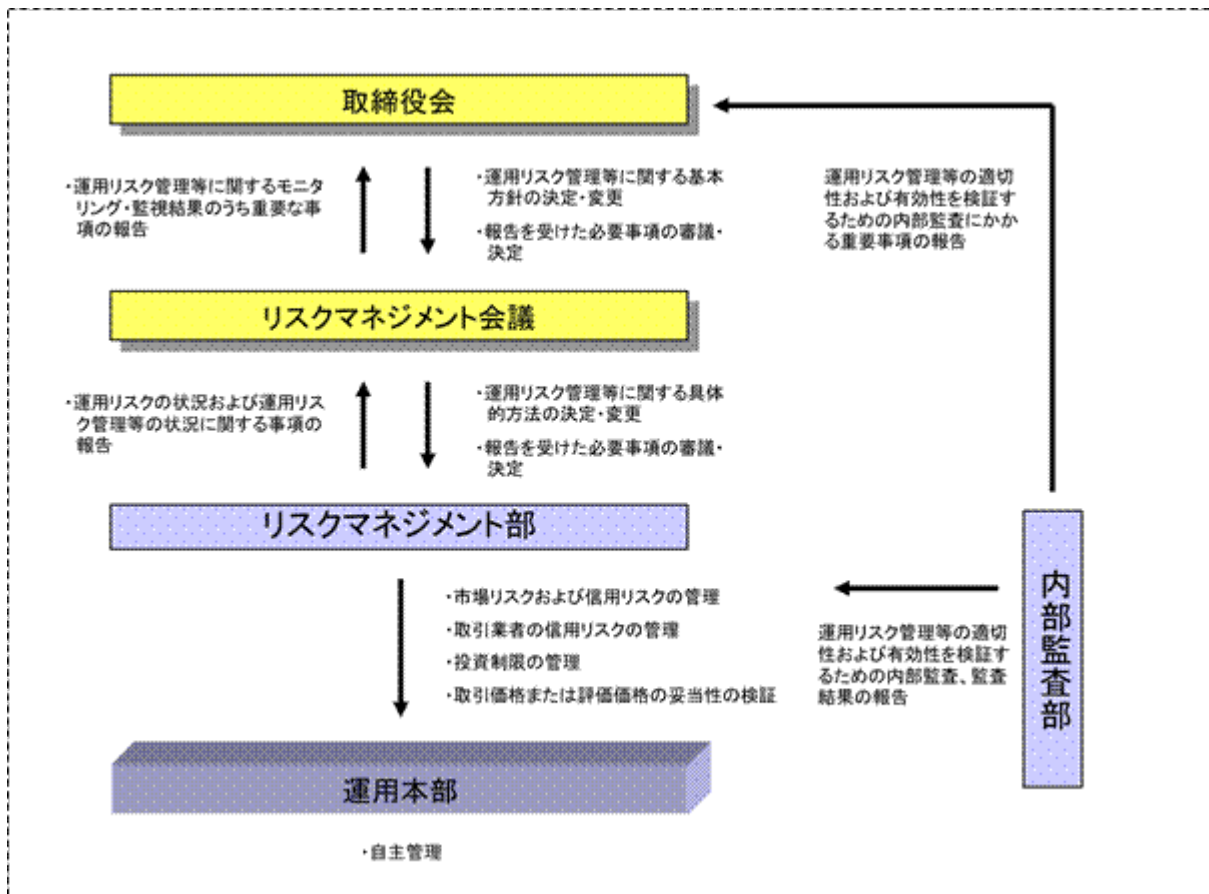 取締役会
・運用リスク管理等に関するモニタ
リング・監視結果のうち重要な事
項の報告
・運用リスク管理等に関する基本
方針の決定・変更
・報告を受けた必要事項の審議・
決定
運用リスク管理等の適切
性および有効性を検証す
るための内部監査にかか
る重要事項の報告
リスクマネジメント会議
・運用リスクの状況および運用リス
ク管理等の状況に関する事項の
報告
・運用リスク管理等に関する具体
的方法の決定・変更
・報告を受けた必要事項の審議・
決定
リスクマネジメント部
・市場リスクおよび信用リスクの管理
・取引業者の信用リスクの管理
・投資制限の管理
・取引価格または評価価格の妥当性の検証
運用リスク管理等の適切
性および有効性を検証す
るための内部監査、監査
結果の報告
内部監査部
運用本部
・自主管理